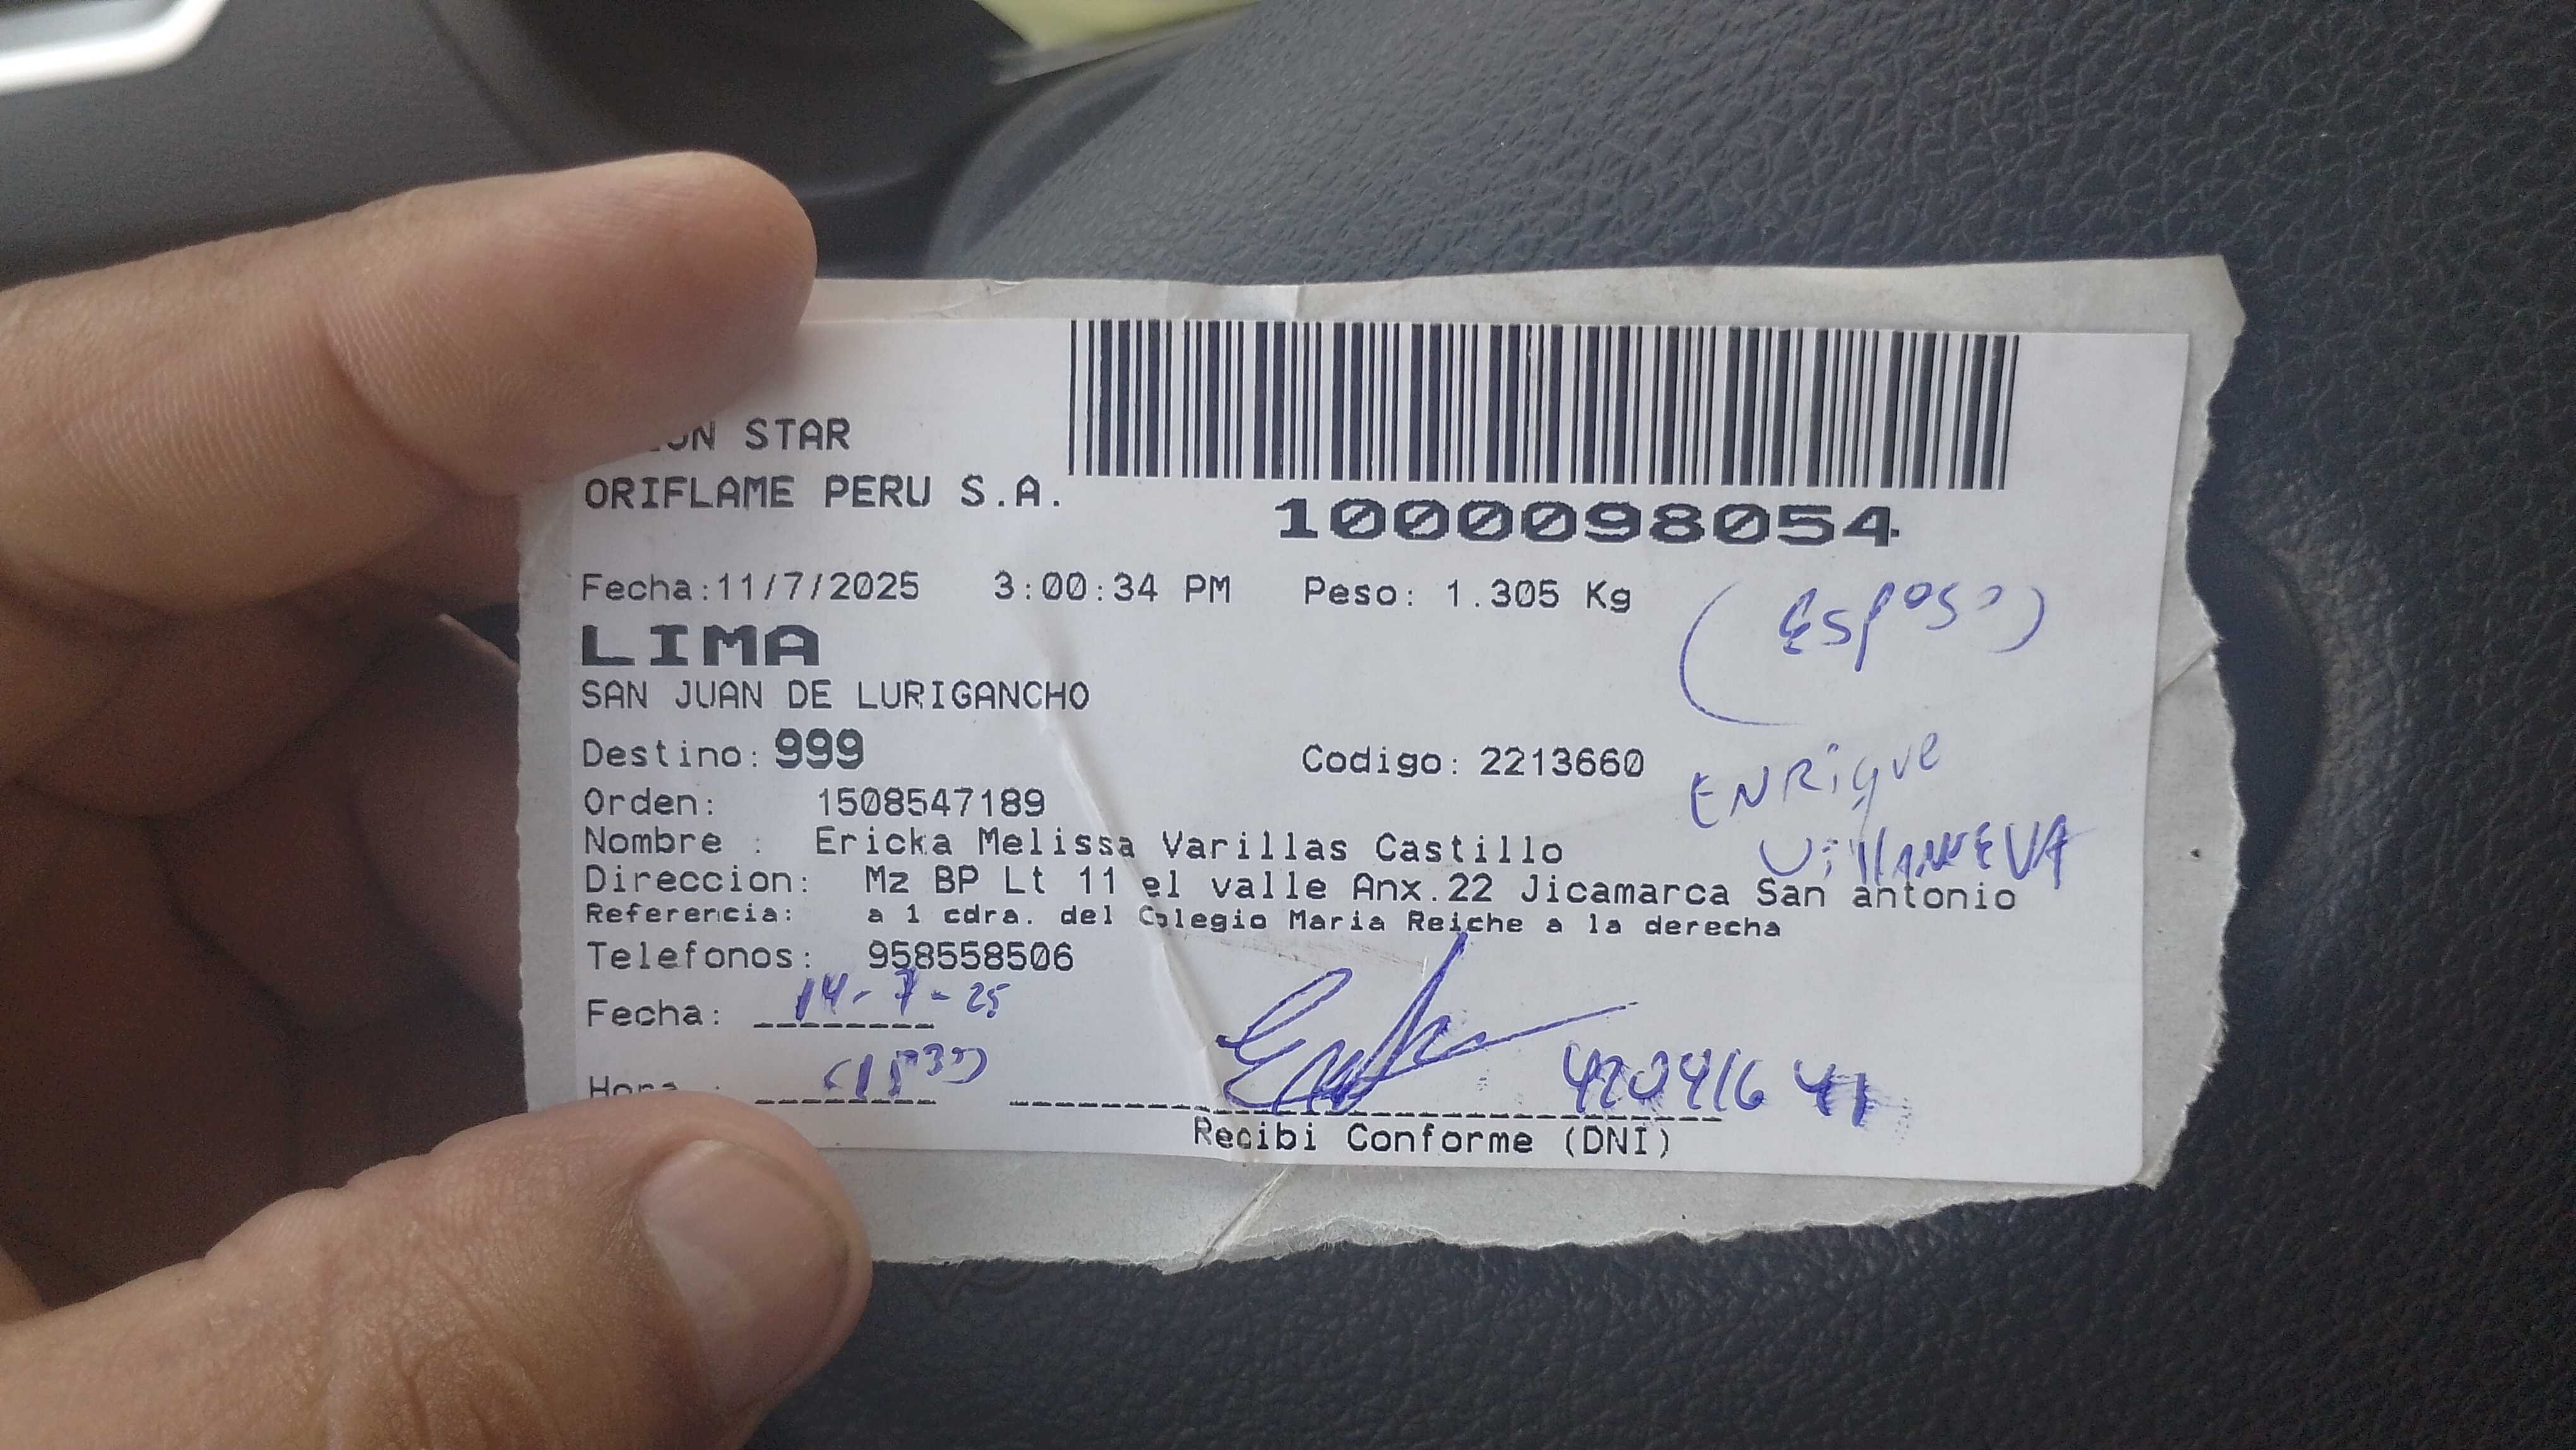 STAR
ORIFLAME PERU S.A.
1000098054
Fecha:11/7/2025 3:00:34 PM Peso: 1.305 Kg
(Esposo)
LIMA
SAN JUAN DE LURIGANCHO
Destino: 999 Codigo: 2213660
ENRique
VillANUEVA
Orden: 1508547189
Nombre : Ericka Melissa Varillas Castillo
Direccion: Mz BP Lt 11 el valle Anx.22 Jicamarca San antonio
Referencia: a 1 cdra. del Colegio Maria Reiche a la derecha
Telefonos: 958558506
Fecha: 14-7-25
Hora :
Recibi Conforme (DNI)